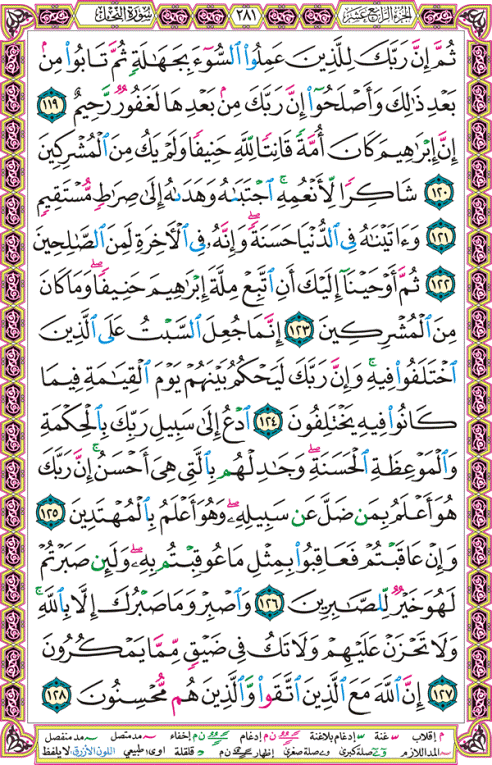 الجزء الرابع عشر ٢٨١ سورة النحل
ثُمَّ إِنَّ رَبَّكَ لِلَّذِينَ عَمِلُوا۟ ٱلسُّوٓءَ بِجَهَـٰلَةٍ ثُمَّ تَابُوا۟ مِنۢ
بَعْدِ ذَٰلِكَ وَأَصْلَحُوٓا۟ إِنَّ رَبَّكَ مِنۢ بَعْدِهَا لَغَفُورٌ رَّحِيمٌ ١١٩
إِنَّ إِبْرَٰهِيمَ كَانَ أُمَّةً قَانِتًا لِّلَّهِ حَنِيفًا وَلَمْ يَكُ مِنَ ٱلْمُشْرِكِينَ
١٢٠ شَاكِرًا لِّأَنْعُمِهِ ۚ ٱجْتَبَىٰهُ وَهَدَىٰهُ إِلَىٰ صِرَٰطٍ مُّسْتَقِيمٍ
١٢١ وَءَاتَيْنَـٰهُ فِى ٱلدُّنْيَا حَسَنَةً ۖ وَإِنَّهُۥ فِى ٱلْـَٔاخِرَةِ لَمِنَ ٱلصَّـٰلِحِينَ
١٢٢ ثُمَّ أَوْحَيْنَآ إِلَيْكَ أَنِ ٱتَّبِعْ مِلَّةَ إِبْرَٰهِيمَ حَنِيفًا ۖ وَمَا كَانَ
مِنَ ٱلْمُشْرِكِينَ ١٢٣ إِنَّمَا جُعِلَ ٱلسَّبْتُ عَلَى ٱلَّذِينَ
ٱخْتَلَفُوا۟ فِيهِ ۚ وَإِنَّ رَبَّكَ لَيَحْكُمُ بَيْنَهُمْ يَوْمَ ٱلْقِيَـٰمَةِ فِيمَا
كَانُوا۟ فِيهِ يَخْتَلِفُونَ ١٢٤ ٱدْعُ إِلَىٰ سَبِيلِ رَبِّكَ بِٱلْحِكْمَةِ
وَٱلْمَوْعِظَةِ ٱلْحَسَنَةِ ۖ وَجَـٰدِلْهُم بِٱلَّتِى هِىَ أَحْسَنُ ۚ إِنَّ رَبَّكَ
هُوَ أَعْلَمُ بِمَن ضَلَّ عَن سَبِيلِهِۦ ۖ وَهُوَ أَعْلَمُ بِٱلْمُهْتَدِينَ ١٢٥
وَإِنْ عَاقَبْتُمْ فَعَاقِبُوا۟ بِمِثْلِ مَا عُوقِبْتُم بِهِۦ ۖ وَلَئِن صَبَرْتُمْ
لَهُوَ خَيْرٌ لِّلصَّـٰبِرِينَ ١٢٦ وَٱصْبِرْ وَمَا صَبْرُكَ إِلَّا بِٱللَّهِ ۚ
وَلَا تَحْزَنْ عَلَيْهِمْ وَلَا تَكُ فِى ضَيْقٍ مِّمَّا يَمْكُرُونَ
١٢٧ إِنَّ ٱللَّهَ مَعَ ٱلَّذِينَ ٱتَّقَوا۟ وَّٱلَّذِينَ هُم مُّحْسِنُونَ ١٢٨
م إقلاب س غنة إدغام بلاغنة ن م إدغام ن م إخفاء مد متصل مد منفصل
المد اللازم صلة كبرى وصلة صغرى إظهار ن م قلقلة اوى طبيعي اللون الأزرق لا يلفظ